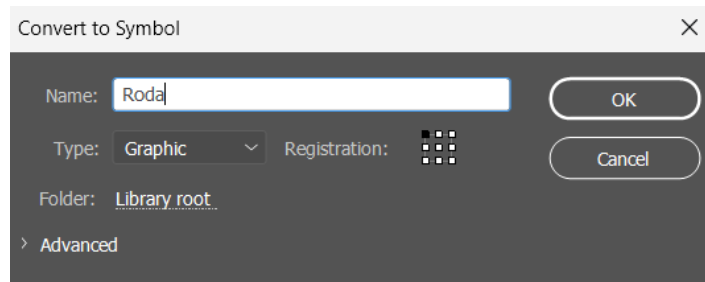 Convert to Symbol
Name: Roda
OK
Type: Graphic Registration:
Cancel
Folder: Library root
Advanced